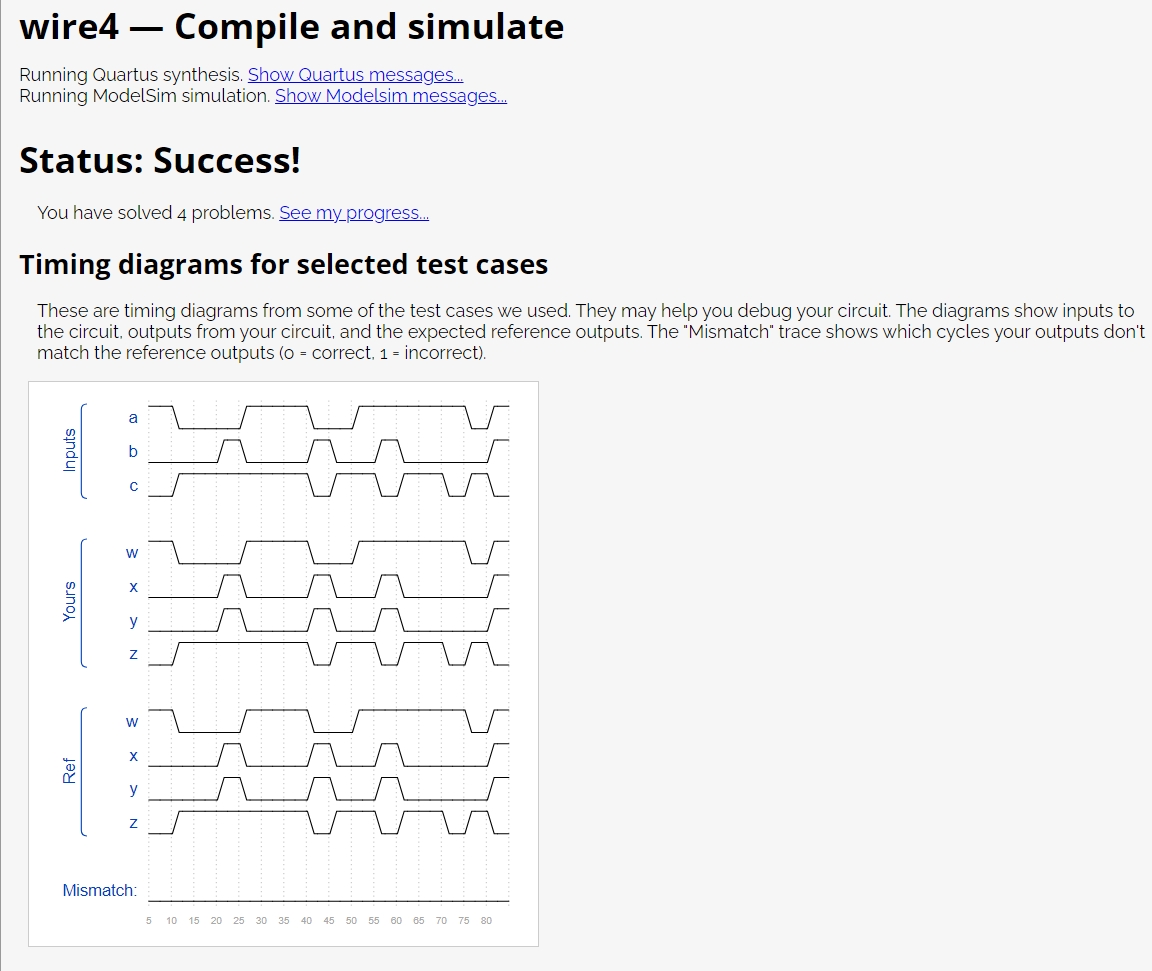 wire4 — Compile and simulate
Running Quartus synthesis. Show Quartus messages...
Running ModelSim simulation. Show Modelsim messages...
Status: Success!
You have solved 4 problems. See my progress...
Timing diagrams for selected test cases
These are timing diagrams from some of the test cases we used. They may help you debug your circuit. The diagrams show inputs to
the circuit, outputs from your circuit, and the expected reference outputs. The "Mismatch" trace shows which cycles your outputs don't
match the reference outputs (0 = correct, 1 = incorrect).
Inputs
a
b
c
Yours
w
x
y
z
Ref
w
x
y
z
Mismatch:
5 10 15 20 25 30 35 40 45 50 55 60 65 70 75 80